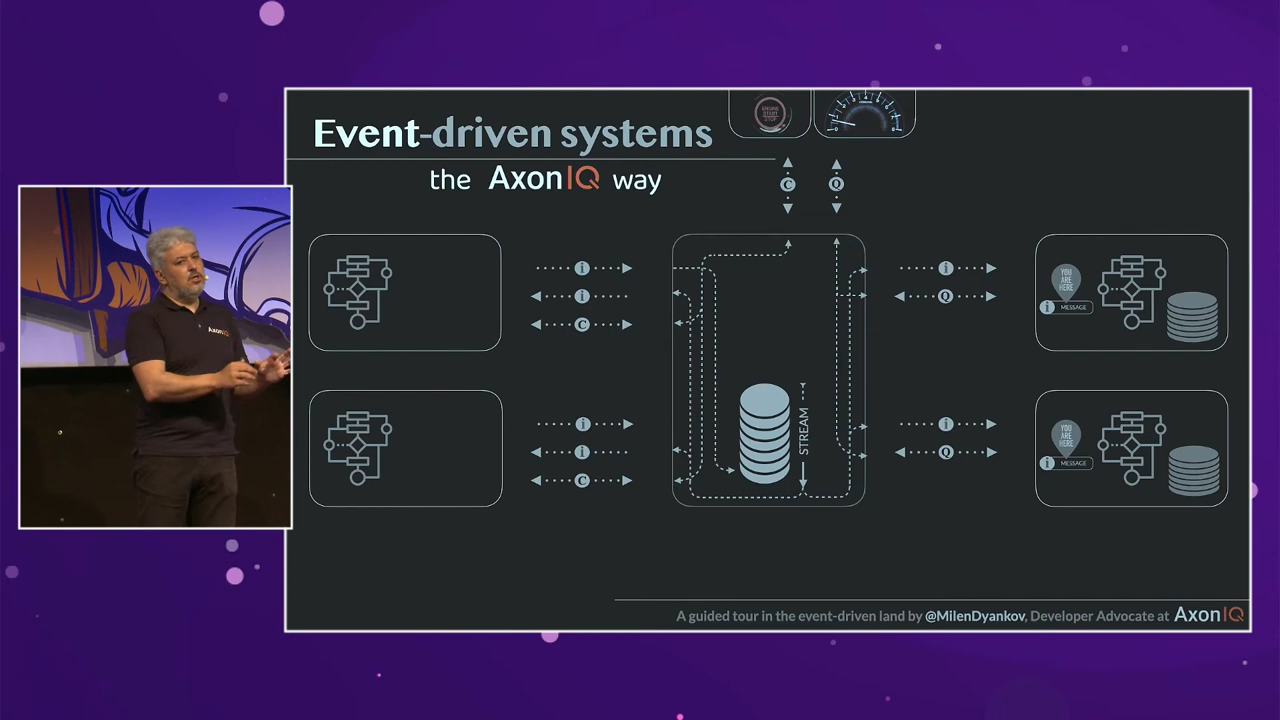 Event-driven systems
the AxonIQ way
ENGINE
START
STOP
C
Q
i
i
C
i
i
C
STREAM
i
Q
i
Q
YOU
ARE
HERE
i MESSAGE
YOU
ARE
HERE
i MESSAGE
AxonIQ
A guided tour in the event-driven land by @MilenDyankov, Developer Advocate at AxonIQ